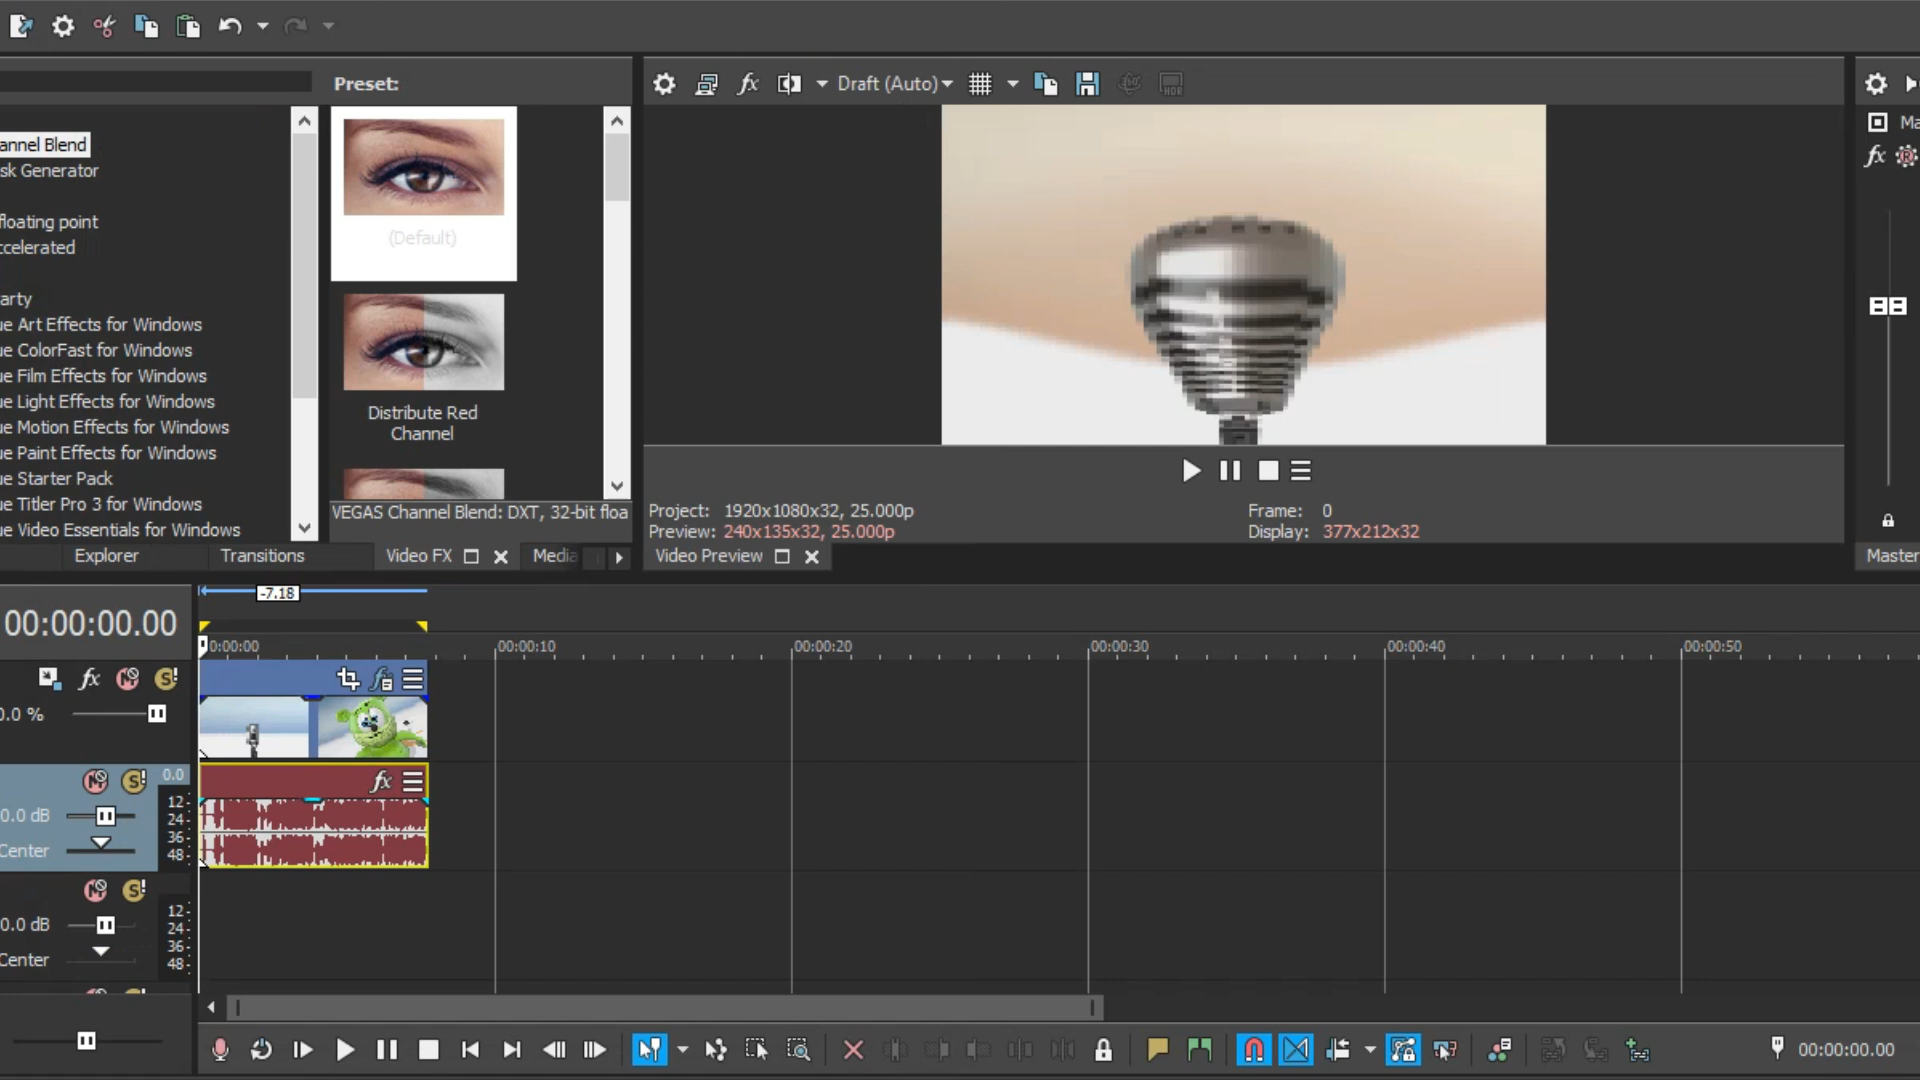 Preset:
Draft (Auto)
annel Blend
sk Generator
floating point
ccelerated
arty
ue Art Effects for Windows
ue ColorFast for Windows
ue Film Effects for Windows
ue Light Effects for Windows
ue Motion Effects for Windows
ue Paint Effects for Windows
ue Starter Pack
ue Titler Pro 3 for Windows
ue Video Essentials for Windows
(Default)
Distribute Red
Channel
VEGAS Channel Blend: DXT, 32-bit floa
HDR
Ma
fx
Project: 1920x1080x32, 25.000p
Preview: 240x135x32, 25.000p
Frame: 0
Display: 377x212x32
Explorer
Transitions
Video FX
Media
Video Preview
Master
-7.18
00:00:00.00
0:00:00
00:00:10
00:00:20
00:00:30
00:00:40
00:00:50
fx
0.0 %
fx
0.0
0.0 dB
Center
12
24
36
48
0.0 dB
Center
12
24
36
48
00:00:00.00